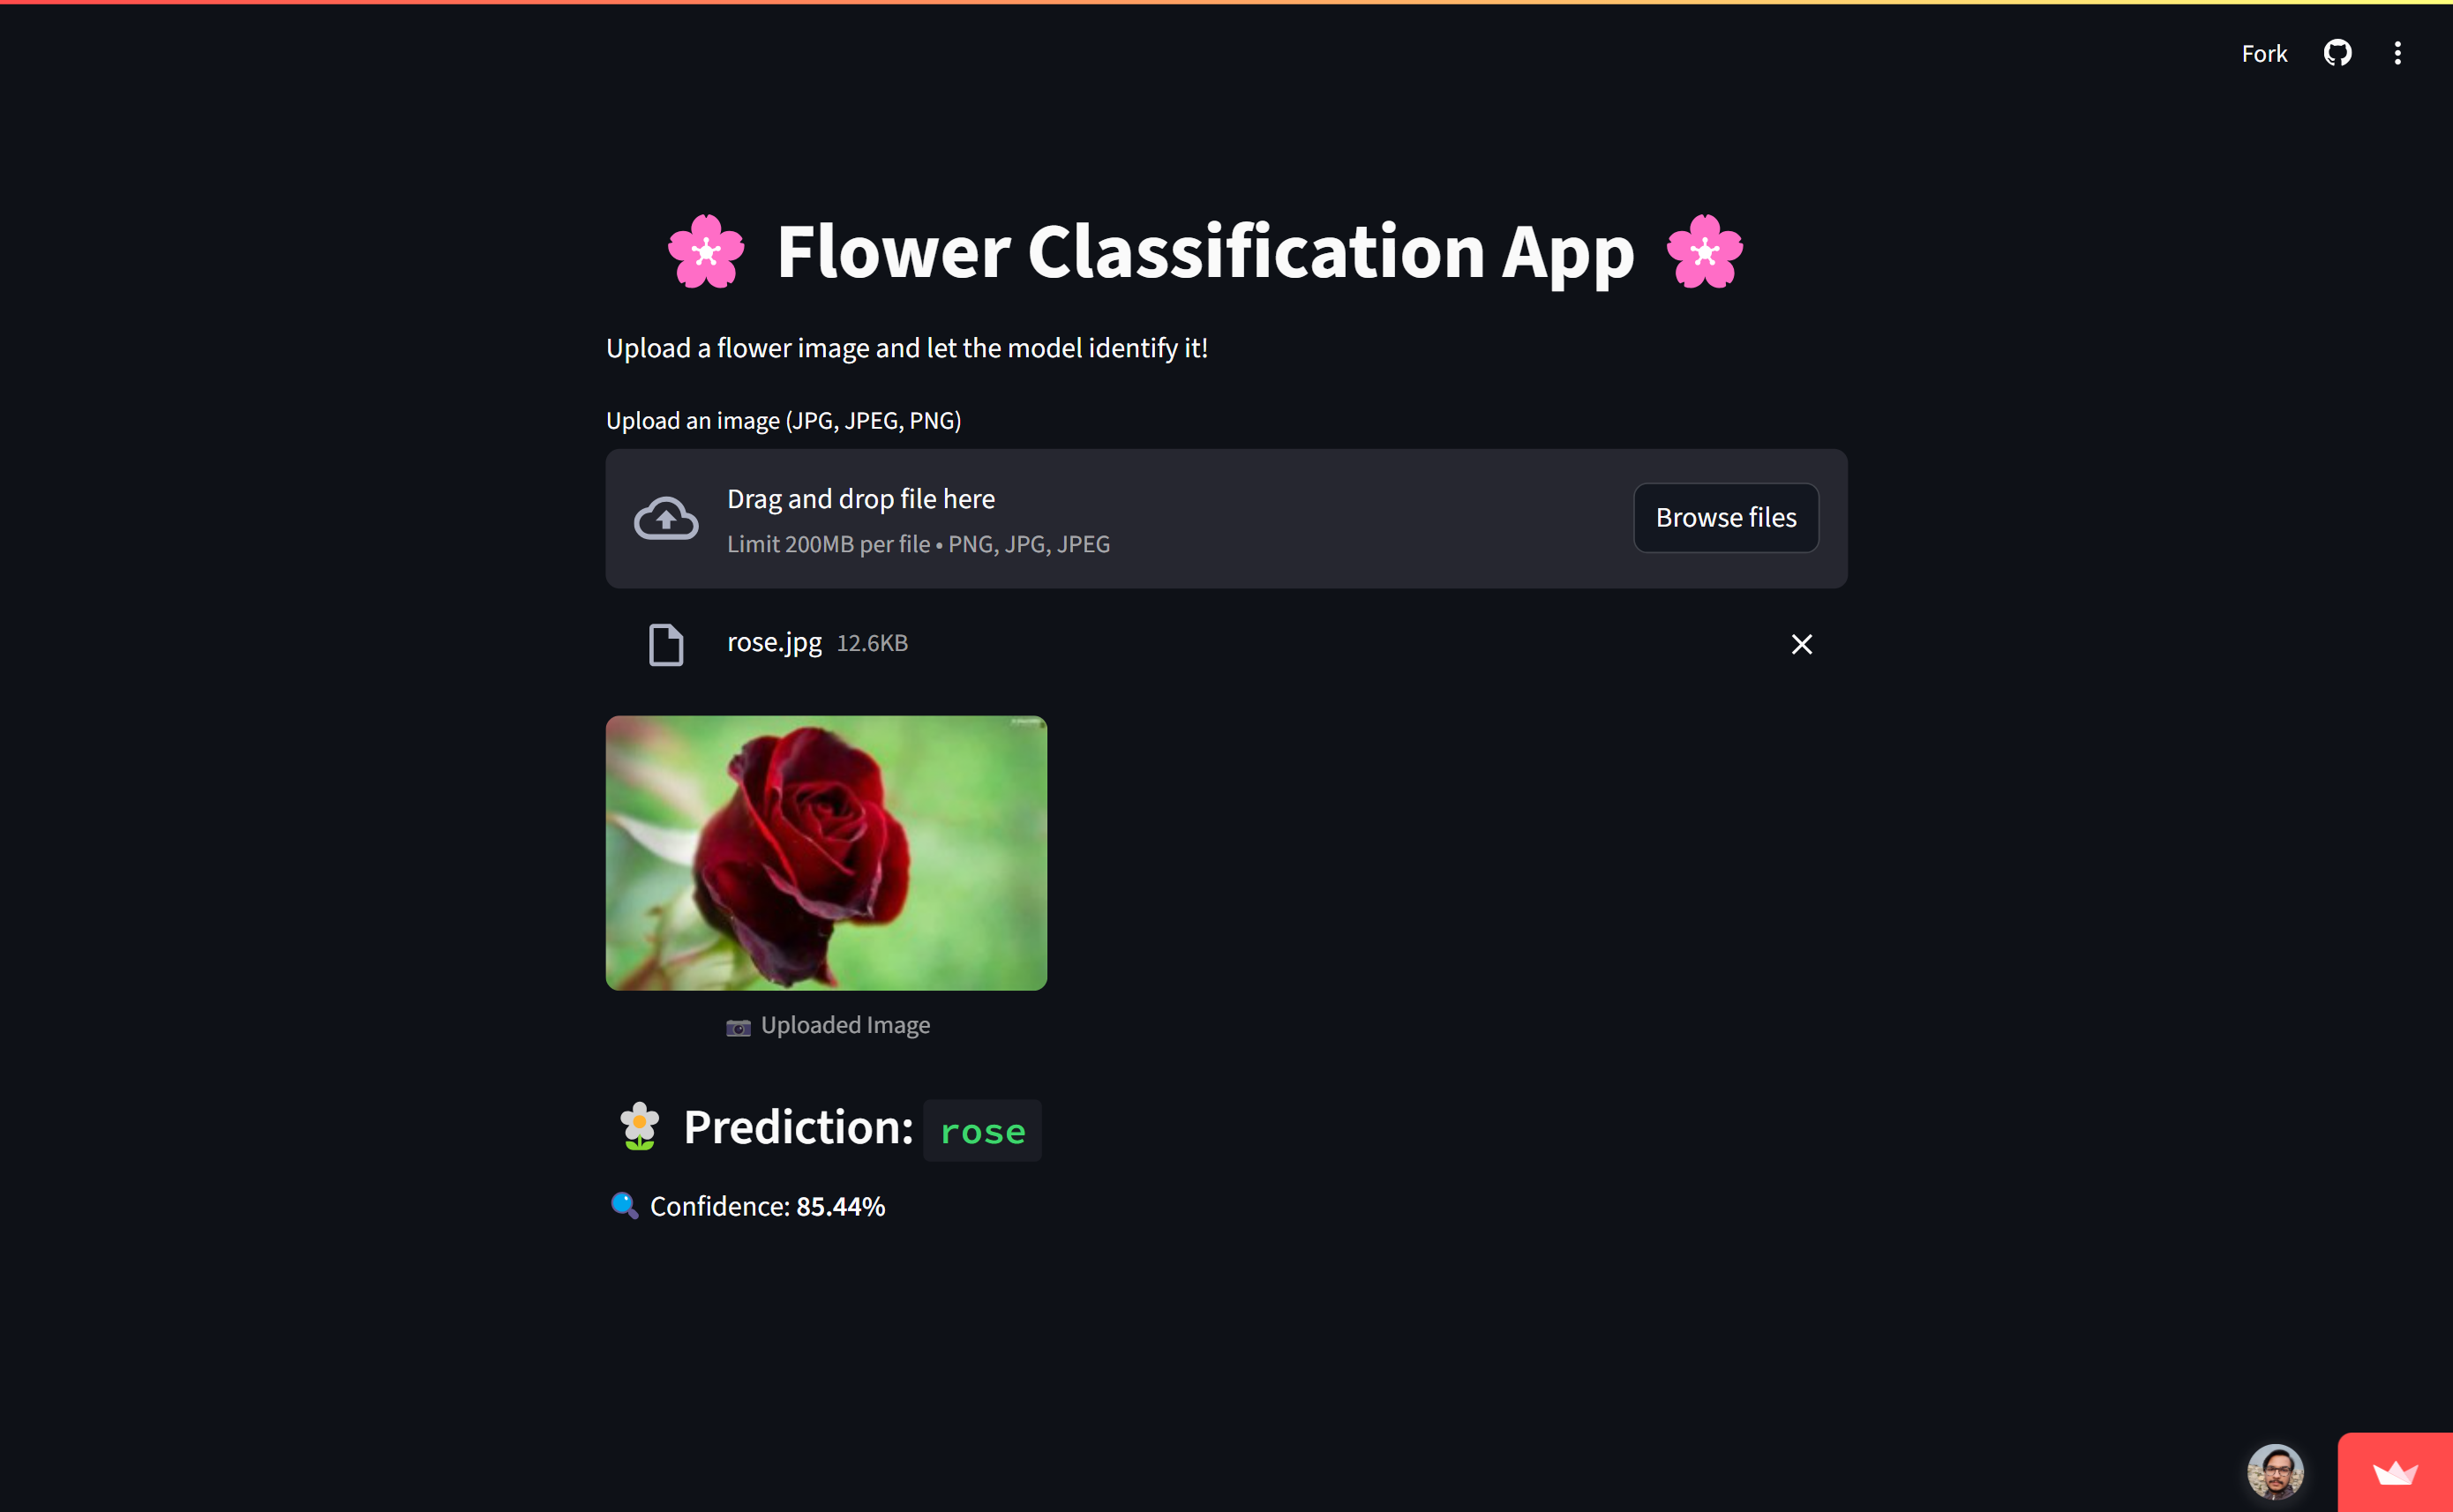 Fork
🌸 Flower Classification App 🌸
Upload a flower image and let the model identify it!
Upload an image (JPG, JPEG, PNG)
Drag and drop file here
Limit 200MB per file • PNG, JPG, JPEG
Browse files
rose.jpg 12.6KB
📷 Uploaded Image
🌼 Prediction: rose
🔍 Confidence: 85.44%